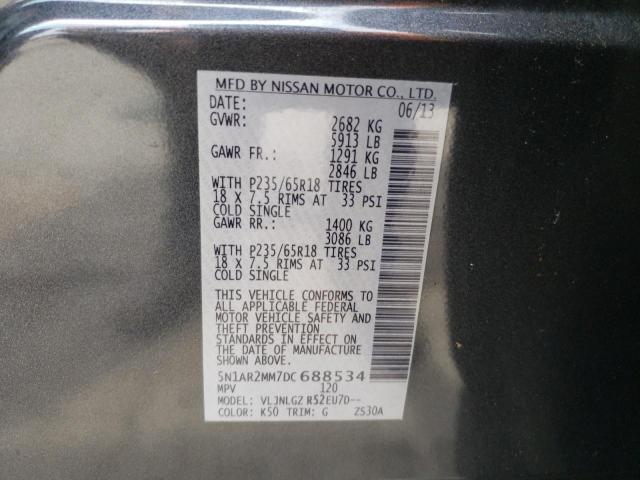 MFD BY NISSAN MOTOR CO., LTD.
DATE: 06/13
GVWR: 2682 KG
5913 LB
GAWR FR.: 1291 KG
2846 LB
WITH P235/65R18 TIRES
18 X 7.5 RIMS AT 33 PSI
COLD SINGLE
GAWR RR.: 1400 KG
3086 LB
WITH P235/65R18 TIRES
18 X 7.5 RIMS AT 33 PSI
COLD SINGLE
THIS VEHICLE CONFORMS TO
ALL APPLICABLE FEDERAL
MOTOR VEHICLE SAFETY AND
THEFT PREVENTION
STANDARDS IN EFFECT ON
THE DATE OF MANUFACTURE
SHOWN ABOVE.
5N1AR2MM7DC688534
MPV 120
MODEL: VLJNLGZ R52EU7D--
COLOR: K50 TRIM: G ZS30A